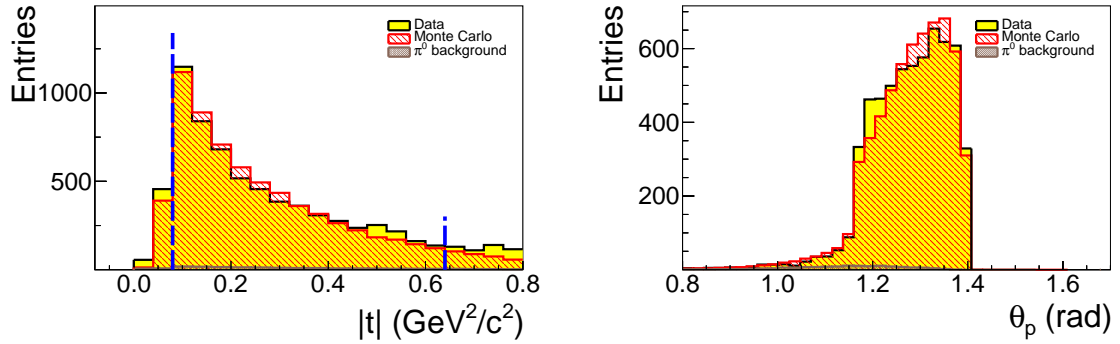 Entries
1000
500
0.0 0.2 0.4 0.6 0.8
|t| (GeV²/c²)
Data
Monte Carlo
π⁰ background
Entries
600
400
200
0.8 1.0 1.2 1.4 1.6
θₚ (rad)
Data
Monte Carlo
π⁰ background